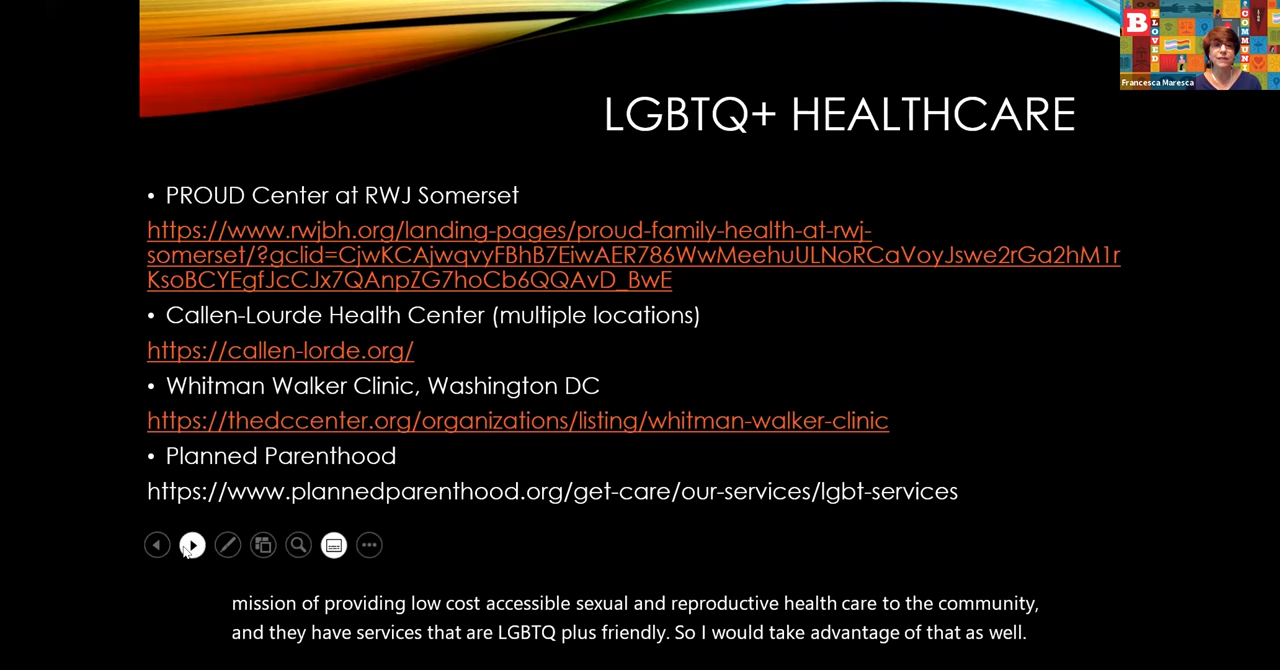 B
ELOVED
COMMUNI
Francesca Maresca
LGBTQ+ HEALTHCARE
• PROUD Center at RWJ Somerset
https://www.rwjbh.org/landing-pages/proud-family-health-at-rwj-
somerset/?gclid=CjwKCAjwqvyFBhB7EiwAER786WwMeehuULNoRCaVoyJswe2rGa2hM1r
KsoBCYEgfJcCJx7QAnpZG7hoCb6QQAvD_BwE
• Callen-Lourde Health Center (multiple locations)
https://callen-lorde.org/
• Whitman Walker Clinic, Washington DC
https://thedccenter.org/organizations/listing/whitman-walker-clinic
• Planned Parenthood
https://www.plannedparenthood.org/get-care/our-services/lgbt-services
mission of providing low cost accessible sexual and reproductive health care to the community,
and they have services that are LGBTQ plus friendly. So I would take advantage of that as well.